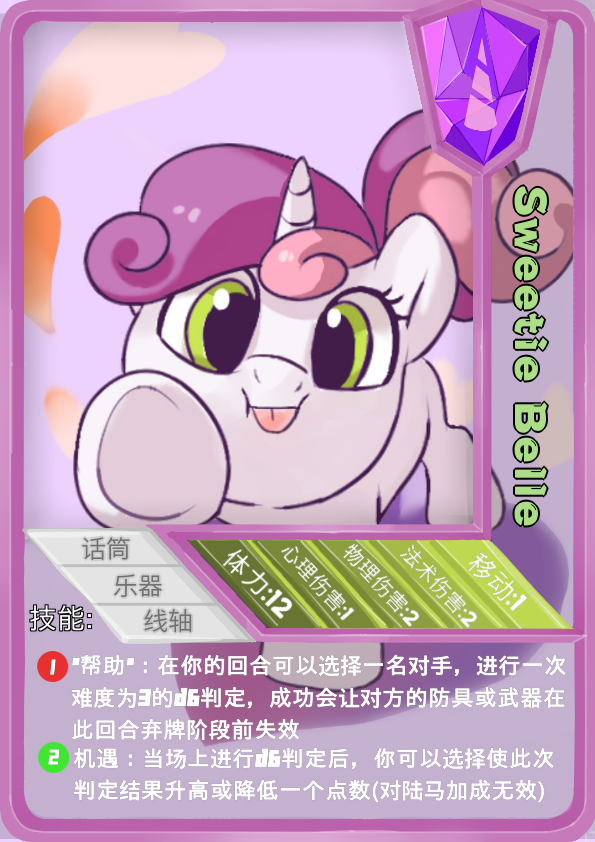 Sweetie Belle
话筒
乐器
线轴
体力:12
心理伤害:1
物理伤害:2
法术伤害:2
移动:1
技能:
1 "帮助"：在你的回合可以选择一名对手，进行一次
难度为3的d6判定，成功会让对方的防具或武器在
此回合弃牌阶段前失效
2 机遇：当场上进行d6判定后，你可以选择使此次
判定结果升高或降低一个点数(对陆马加成无效)